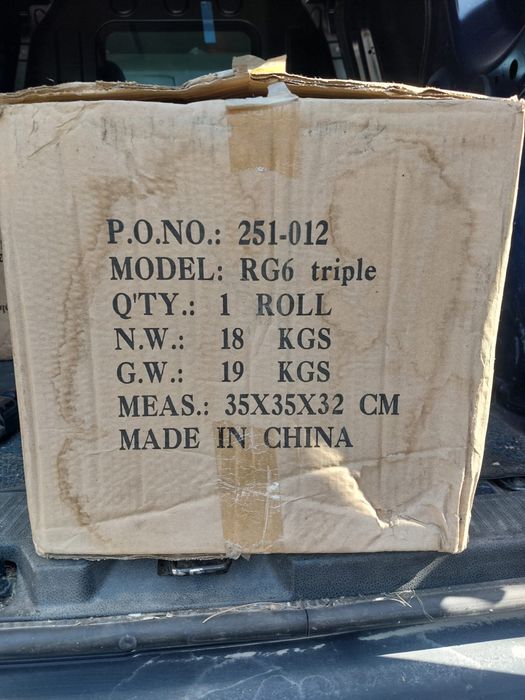 P.O.NO.: 251-012
MODEL: RG6 triple
Q'TY.: 1 ROLL
N.W.: 18 KGS
G.W.: 19 KGS
MEAS.: 35X35X32 CM
MADE IN CHINA